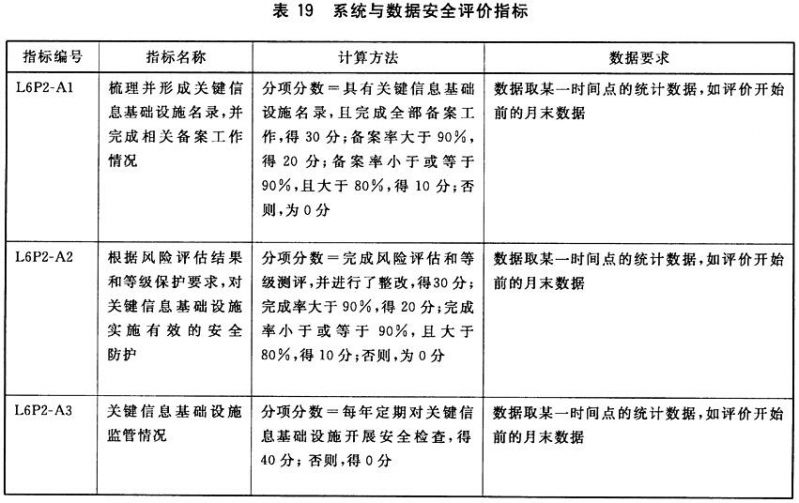 表 19 系统与数据安全评价指标
指标编号 指标名称 计算方法 数据要求
L6P2-A1
梳理并形成关键信
息基础设施名录,并
完成相关备案工作
情况
分项分数=具有关键信息基础
设施名录,且完成全部备案工
作,得 30 分;备案率大于 90%,
得 20 分;备案率小于或等于
90%,且大于 80%,得 10 分;否
则,为 0 分
数据取某一时间点的统计数据,如评价开始
前的月末数据
L6P2-A2
根据风险评估结果
和等级保护要求,对
关键信息基础设施
实施有效的安全
防护
分项分数=完成风险评估和等
级测评,并进行了整改,得30 分;
完成率大于 90%,得 20 分;完成
率小于或等于 90%,且大于
80%,得 10 分;否则,为 0 分
数据取某一时间点的统计数据,如评价开始
前的月末数据
L6P2-A3
关键信息基础设施
监管情况
分项分数=每年定期对关键信
息基础设施开展安全检查,得
40 分; 否则,得 0 分
数据取某一时间点的统计数据,如评价开始
前的月末数据